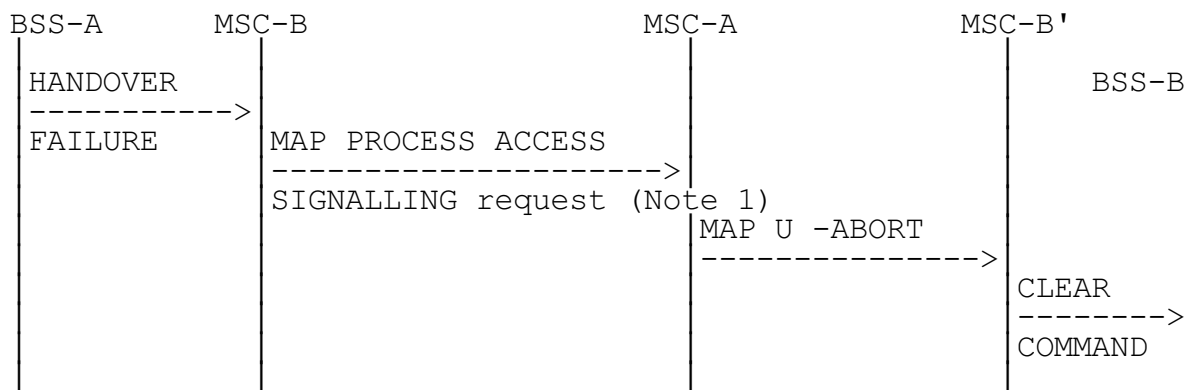 BSS-A MSC-B MSC-A MSC-B'
HANDOVER BSS-B
----------->
FAILURE MAP PROCESS ACCESS
-------------------->
SIGNALLING request (Note 1)
MAP U -ABORT
--------------->
CLEAR
-------->
COMMAND